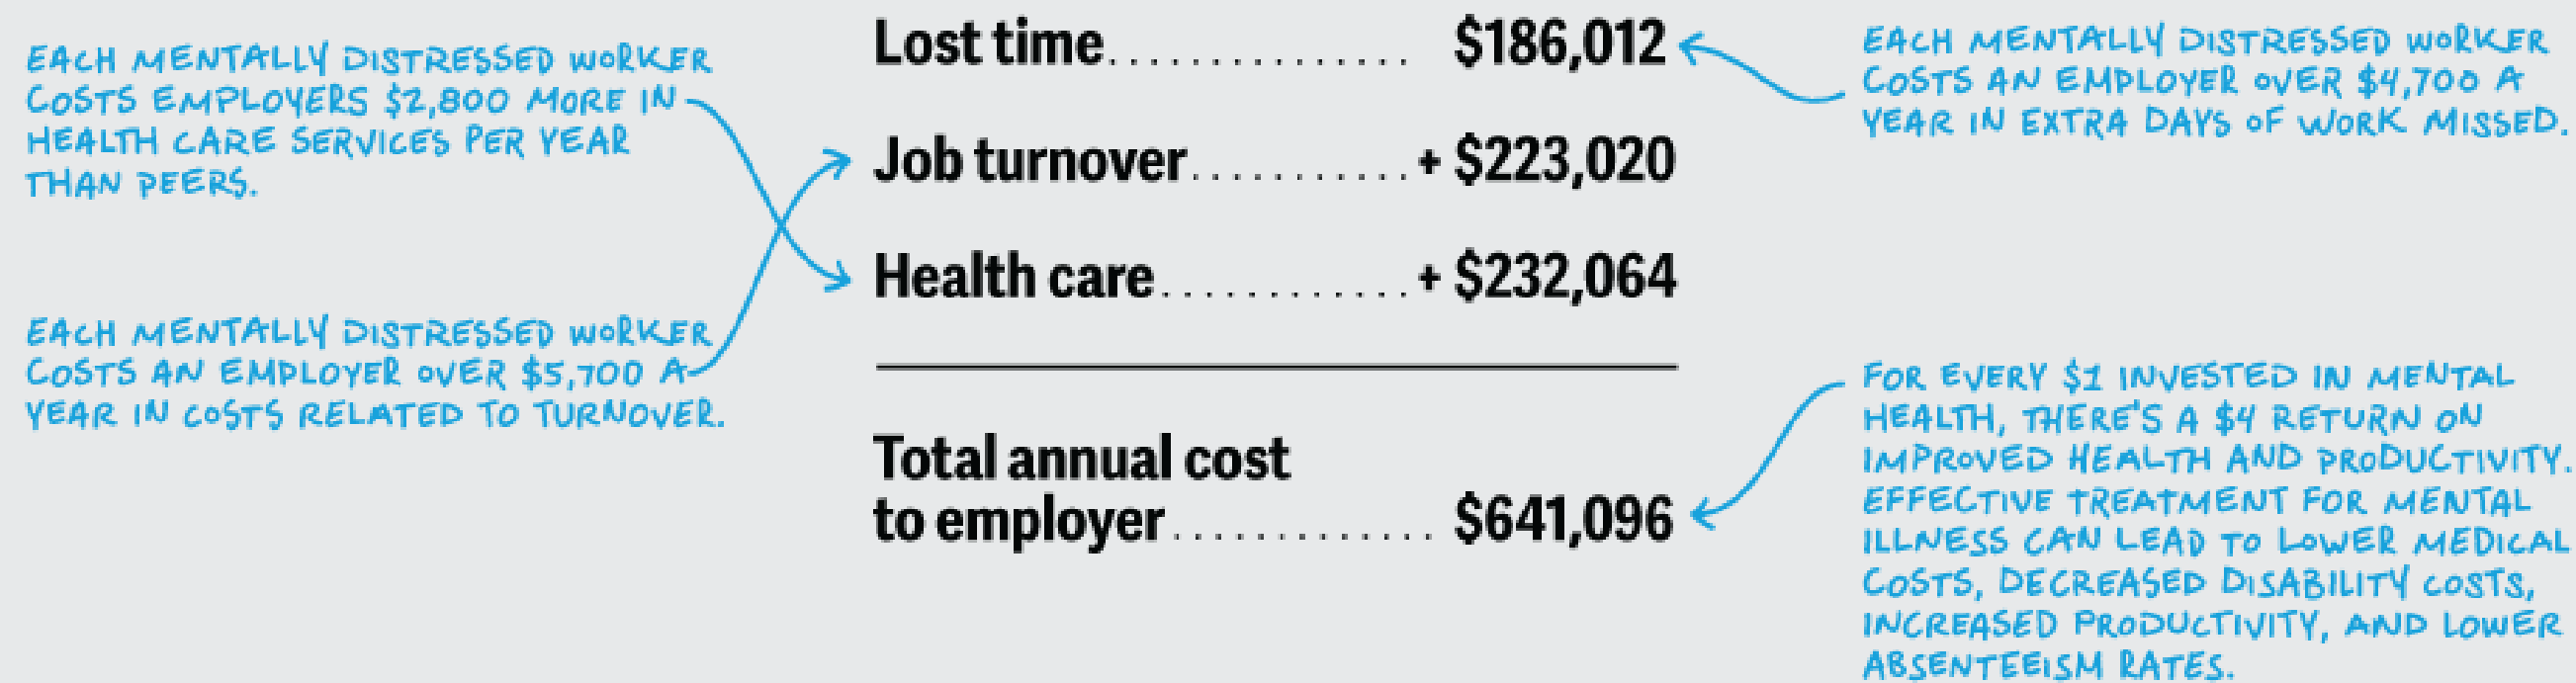 EACH MENTALLY DISTRESSED WORKER
COSTS EMPLOYERS $2,800 MORE IN
HEALTH CARE SERVICES PER YEAR
THAN PEERS.
EACH MENTALLY DISTRESSED WORKER
COSTS AN EMPLOYER OVER $5,700 A
YEAR IN COSTS RELATED TO TURNOVER.
Lost time............... $186,012
Job turnover...........+ $223,020
Health care............+ $232,064
Total annual cost
to employer............. $641,096
EACH MENTALLY DISTRESSED WORKER
COSTS AN EMPLOYER OVER $4,700 A
YEAR IN EXTRA DAYS OF WORK MISSED.
FOR EVERY $1 INVESTED IN MENTAL
HEALTH, THERE'S A $4 RETURN ON
IMPROVED HEALTH AND PRODUCTIVITY.
EFFECTIVE TREATMENT FOR MENTAL
ILLNESS CAN LEAD TO LOWER MEDICAL
COSTS, DECREASED DISABILITY COSTS,
INCREASED PRODUCTIVITY, AND LOWER
ABSENTEEISM RATES.